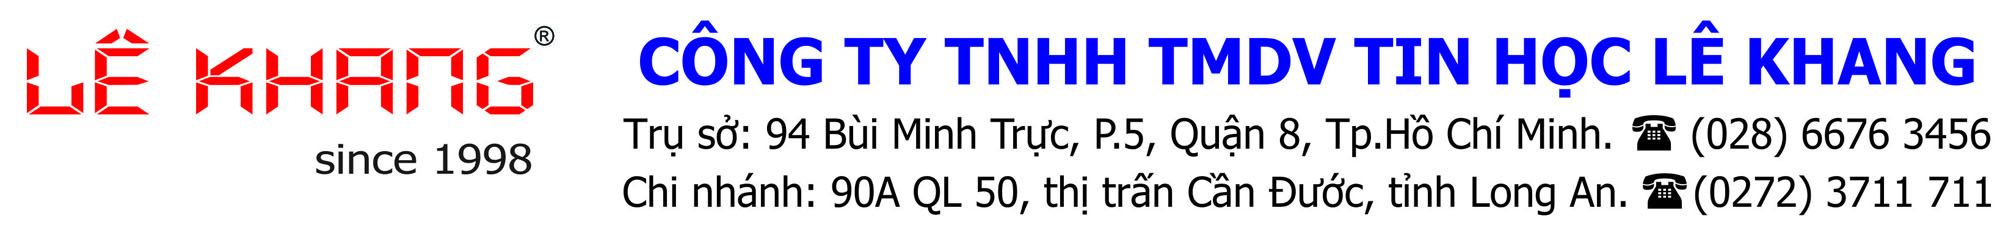 LÊ KHANG®
since 1998
CÔNG TY TNHH TMDV TIN HỌC LÊ KHANG
Trụ sở: 94 Bùi Minh Trực, P.5, Quận 8, Tp.Hồ Chí Minh. ☎ (028) 6676 3456
Chi nhánh: 90A QL 50, thị trấn Cần Đước, tỉnh Long An. ☎(0272) 3711 711